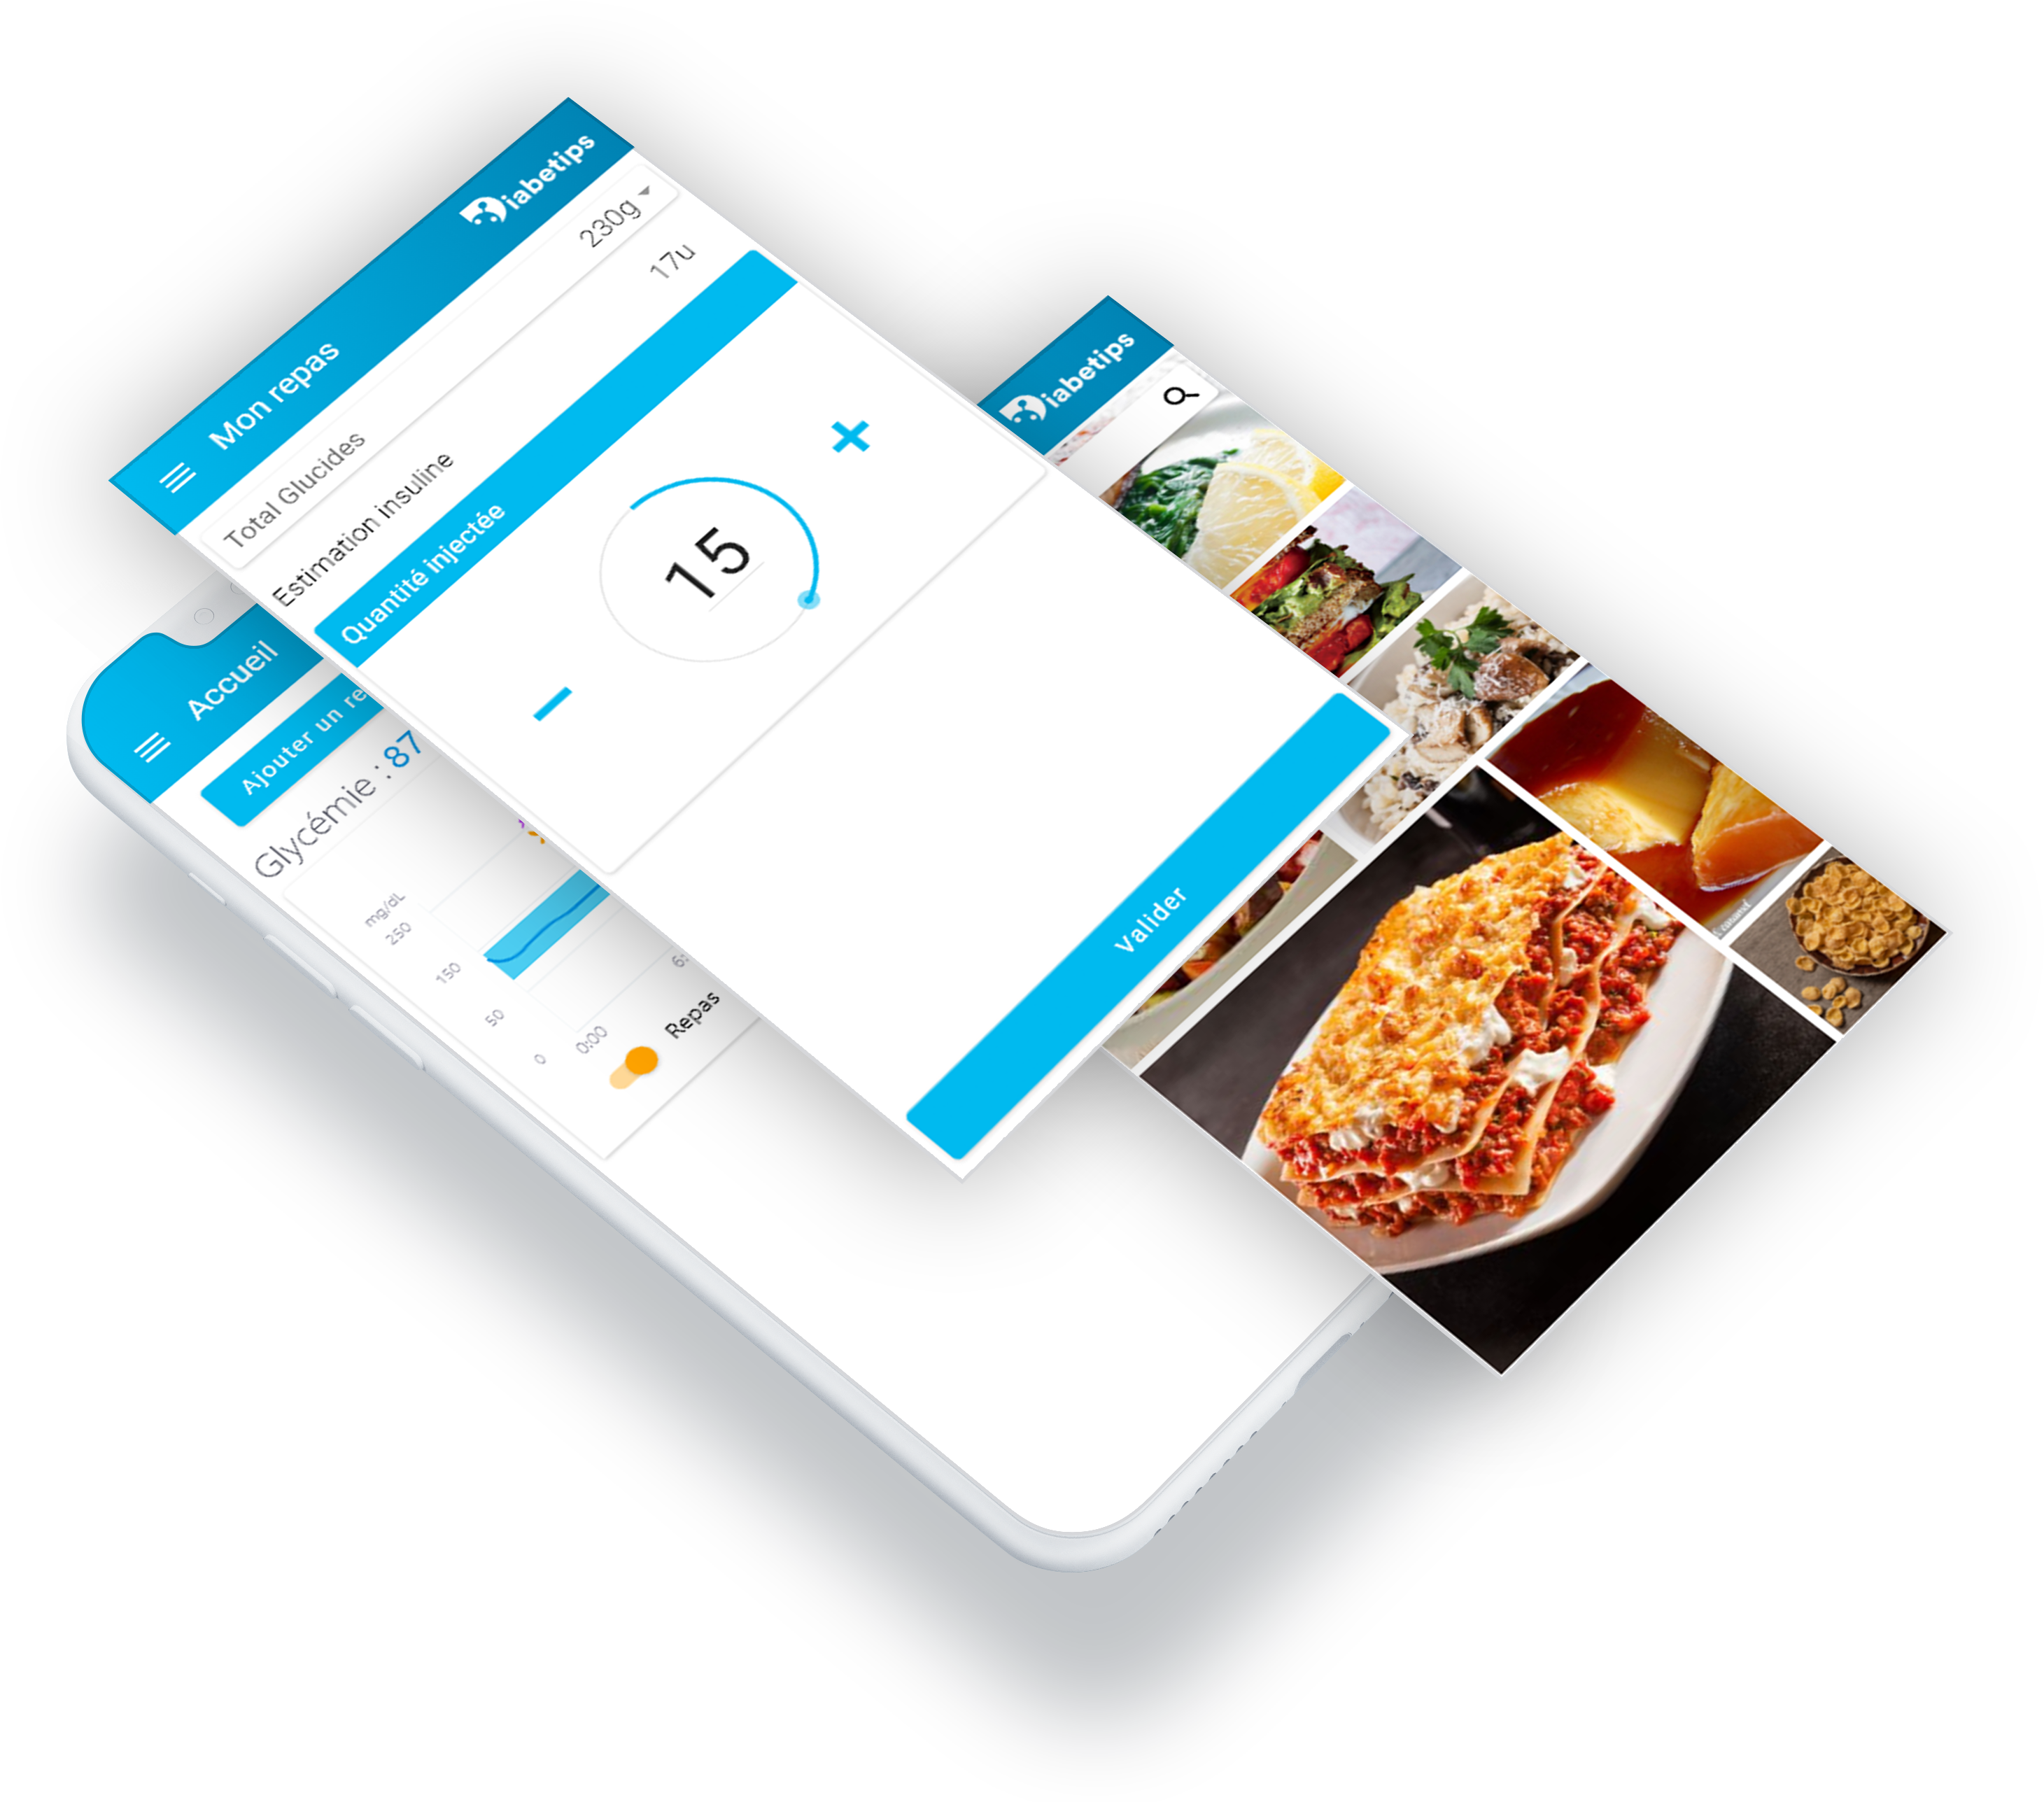 Mon repas
Diabetips
Total Glucides 230g
Estimation insuline 17u
Quantité injectée
15
Valider
Diabetips
Accueil
Ajouter un re
Glycémie : 87
mg/dL
250
150
50
0
0:00
6:
Repas